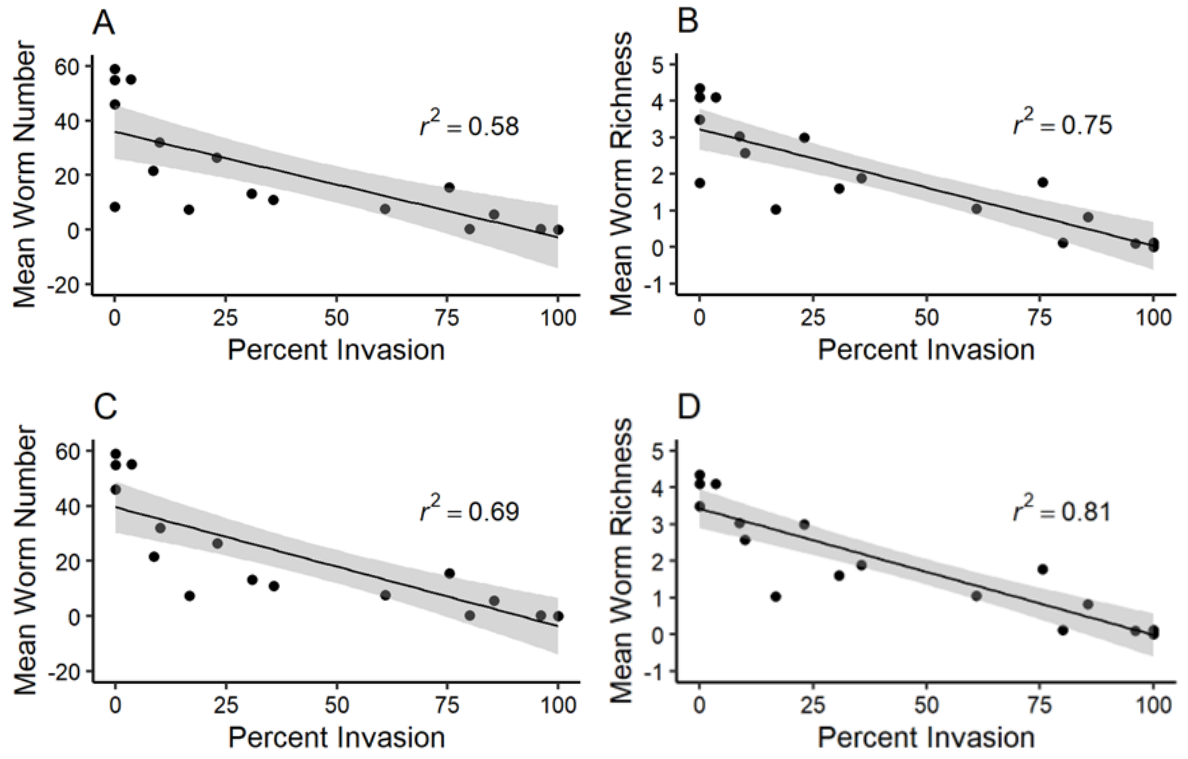 A
Mean Worm Number
60
40
20
0
-20
r² = 0.58
0 25 50 75 100
Percent Invasion
B
Mean Worm Richness
5
4
3
2
1
0
-1
r² = 0.75
0 25 50 75 100
Percent Invasion
C
Mean Worm Number
60
40
20
0
-20
r² = 0.69
0 25 50 75 100
Percent Invasion
D
Mean Worm Richness
5
4
3
2
1
0
-1
r² = 0.81
0 25 50 75 100
Percent Invasion